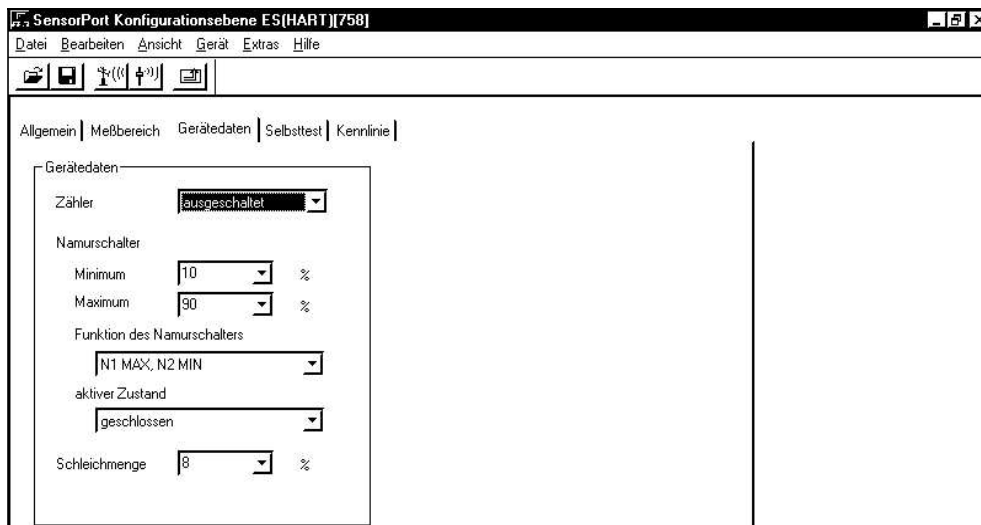 SensorPort Konfigurationsebene ES(HART)[758]
Datei Bearbeiten Ansicht Gerät Extras Hilfe
Allgemein Meßbereich Gerätedaten Selbsttest Kennlinie
Gerätedaten
Zähler ausgeschaltet
Namurschalter
Minimum 10 %
Maximum 90 %
Funktion des Namurschalters
N1 MAX, N2 MIN
aktiver Zustand
geschlossen
Schleichmenge 8 %